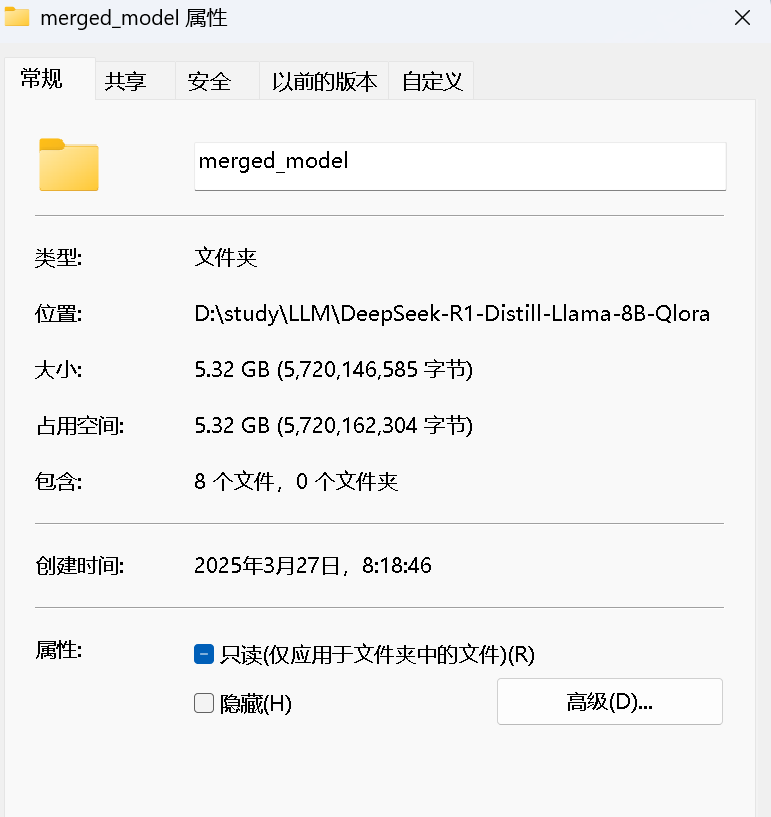 merged_model 属性
常规 共享 安全 以前的版本 自定义
merged_model
类型: 文件夹
位置: D:\study\LLM\DeepSeek-R1-Distill-Llama-8B-Qlora
大小: 5.32 GB (5,720,146,585 字节)
占用空间: 5.32 GB (5,720,162,304 字节)
包含: 8 个文件，0 个文件夹
创建时间: 2025年3月27日，8:18:46
属性: 只读(仅应用于文件夹中的文件)(R)
隐藏(H) 高级(D)...